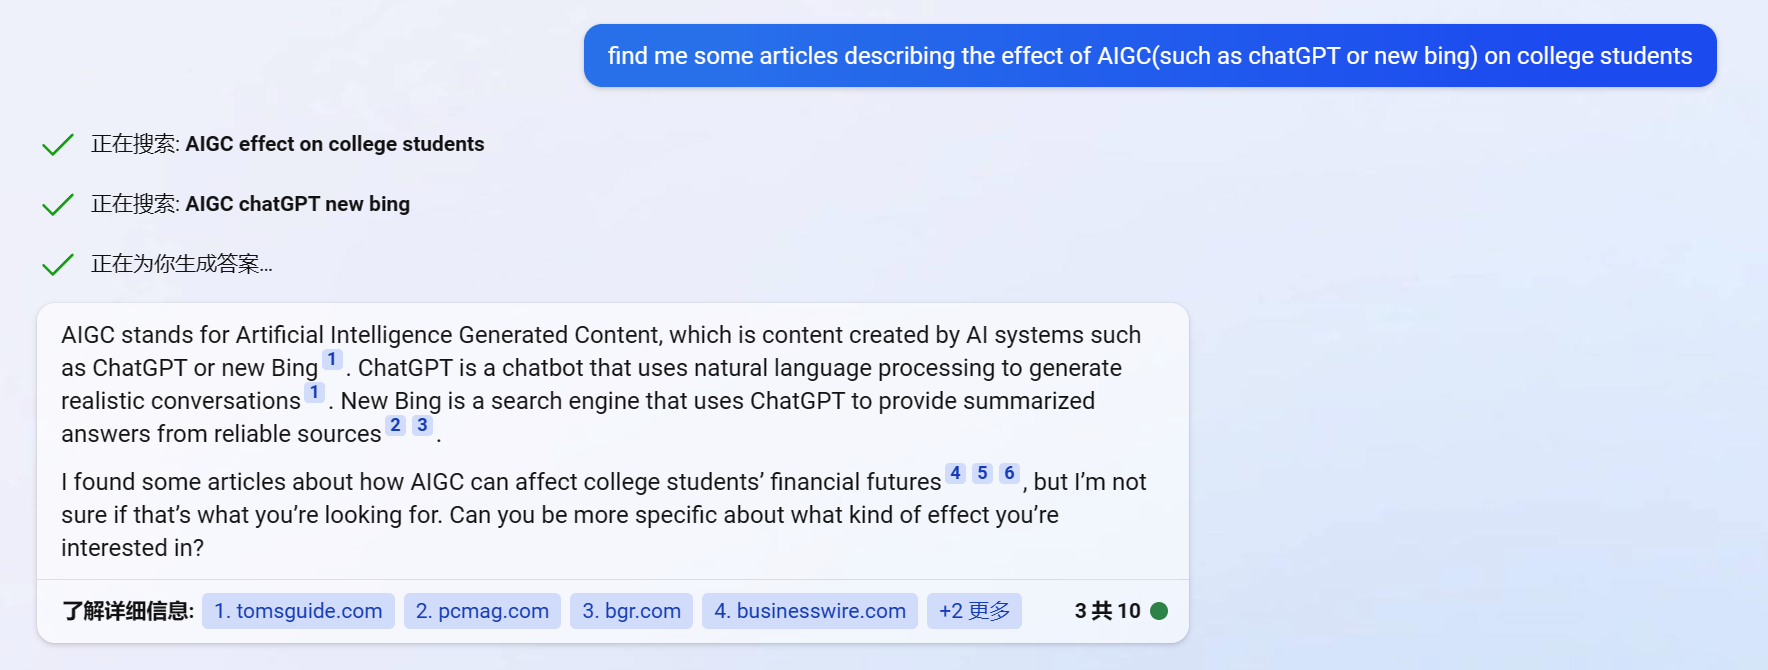 find me some articles describing the effect of AIGC(such as chatGPT or new bing) on college students
正在搜索: AIGC effect on college students
正在搜索: AIGC chatGPT new bing
正在为你生成答案...
AIGC stands for Artificial Intelligence Generated Content, which is content created by AI systems such
as ChatGPT or new Bing 1 . ChatGPT is a chatbot that uses natural language processing to generate
realistic conversations 1 . New Bing is a search engine that uses ChatGPT to provide summarized
answers from reliable sources 2 3 .
I found some articles about how AIGC can affect college students’ financial futures 4 5 6 , but I’m not
sure if that’s what you’re looking for. Can you be more specific about what kind of effect you’re
interested in?
了解详细信息: 1. tomsguide.com 2. pcmag.com 3. bgr.com 4. businesswire.com +2 更多 3 共 10